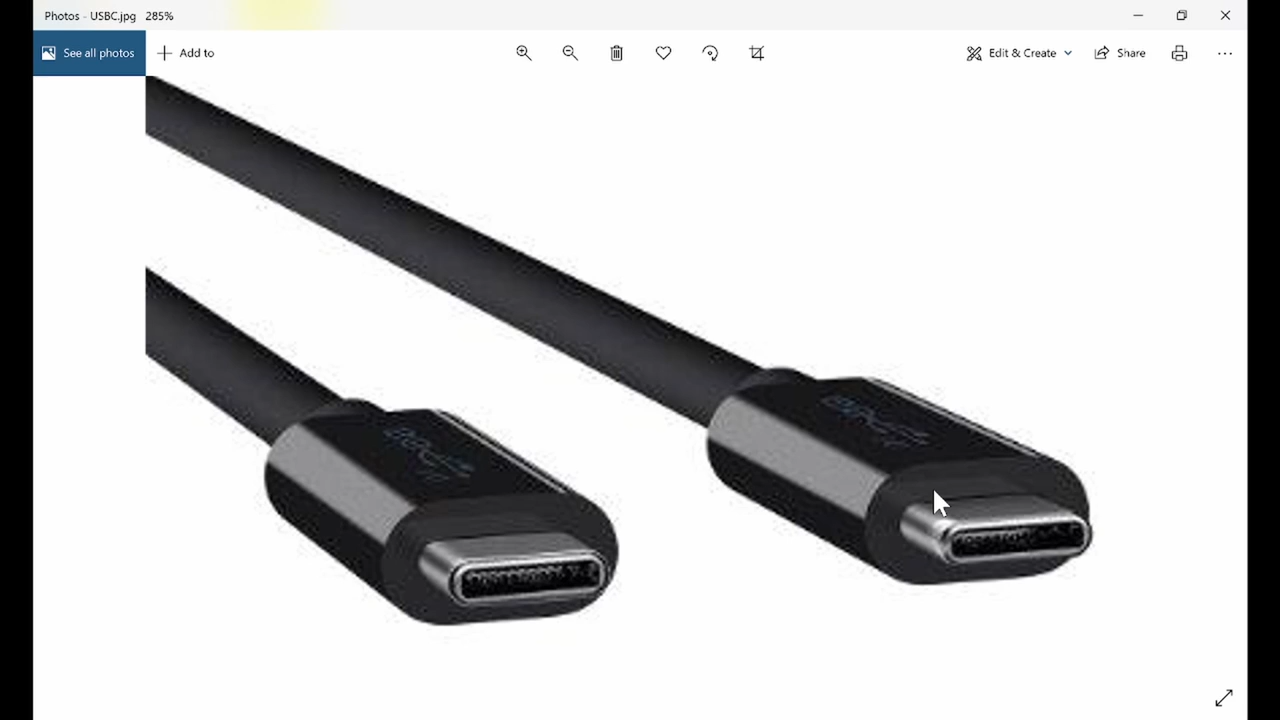 Photos - USBC.jpg 285%
See all photos
Add to
Edit & Create
Share